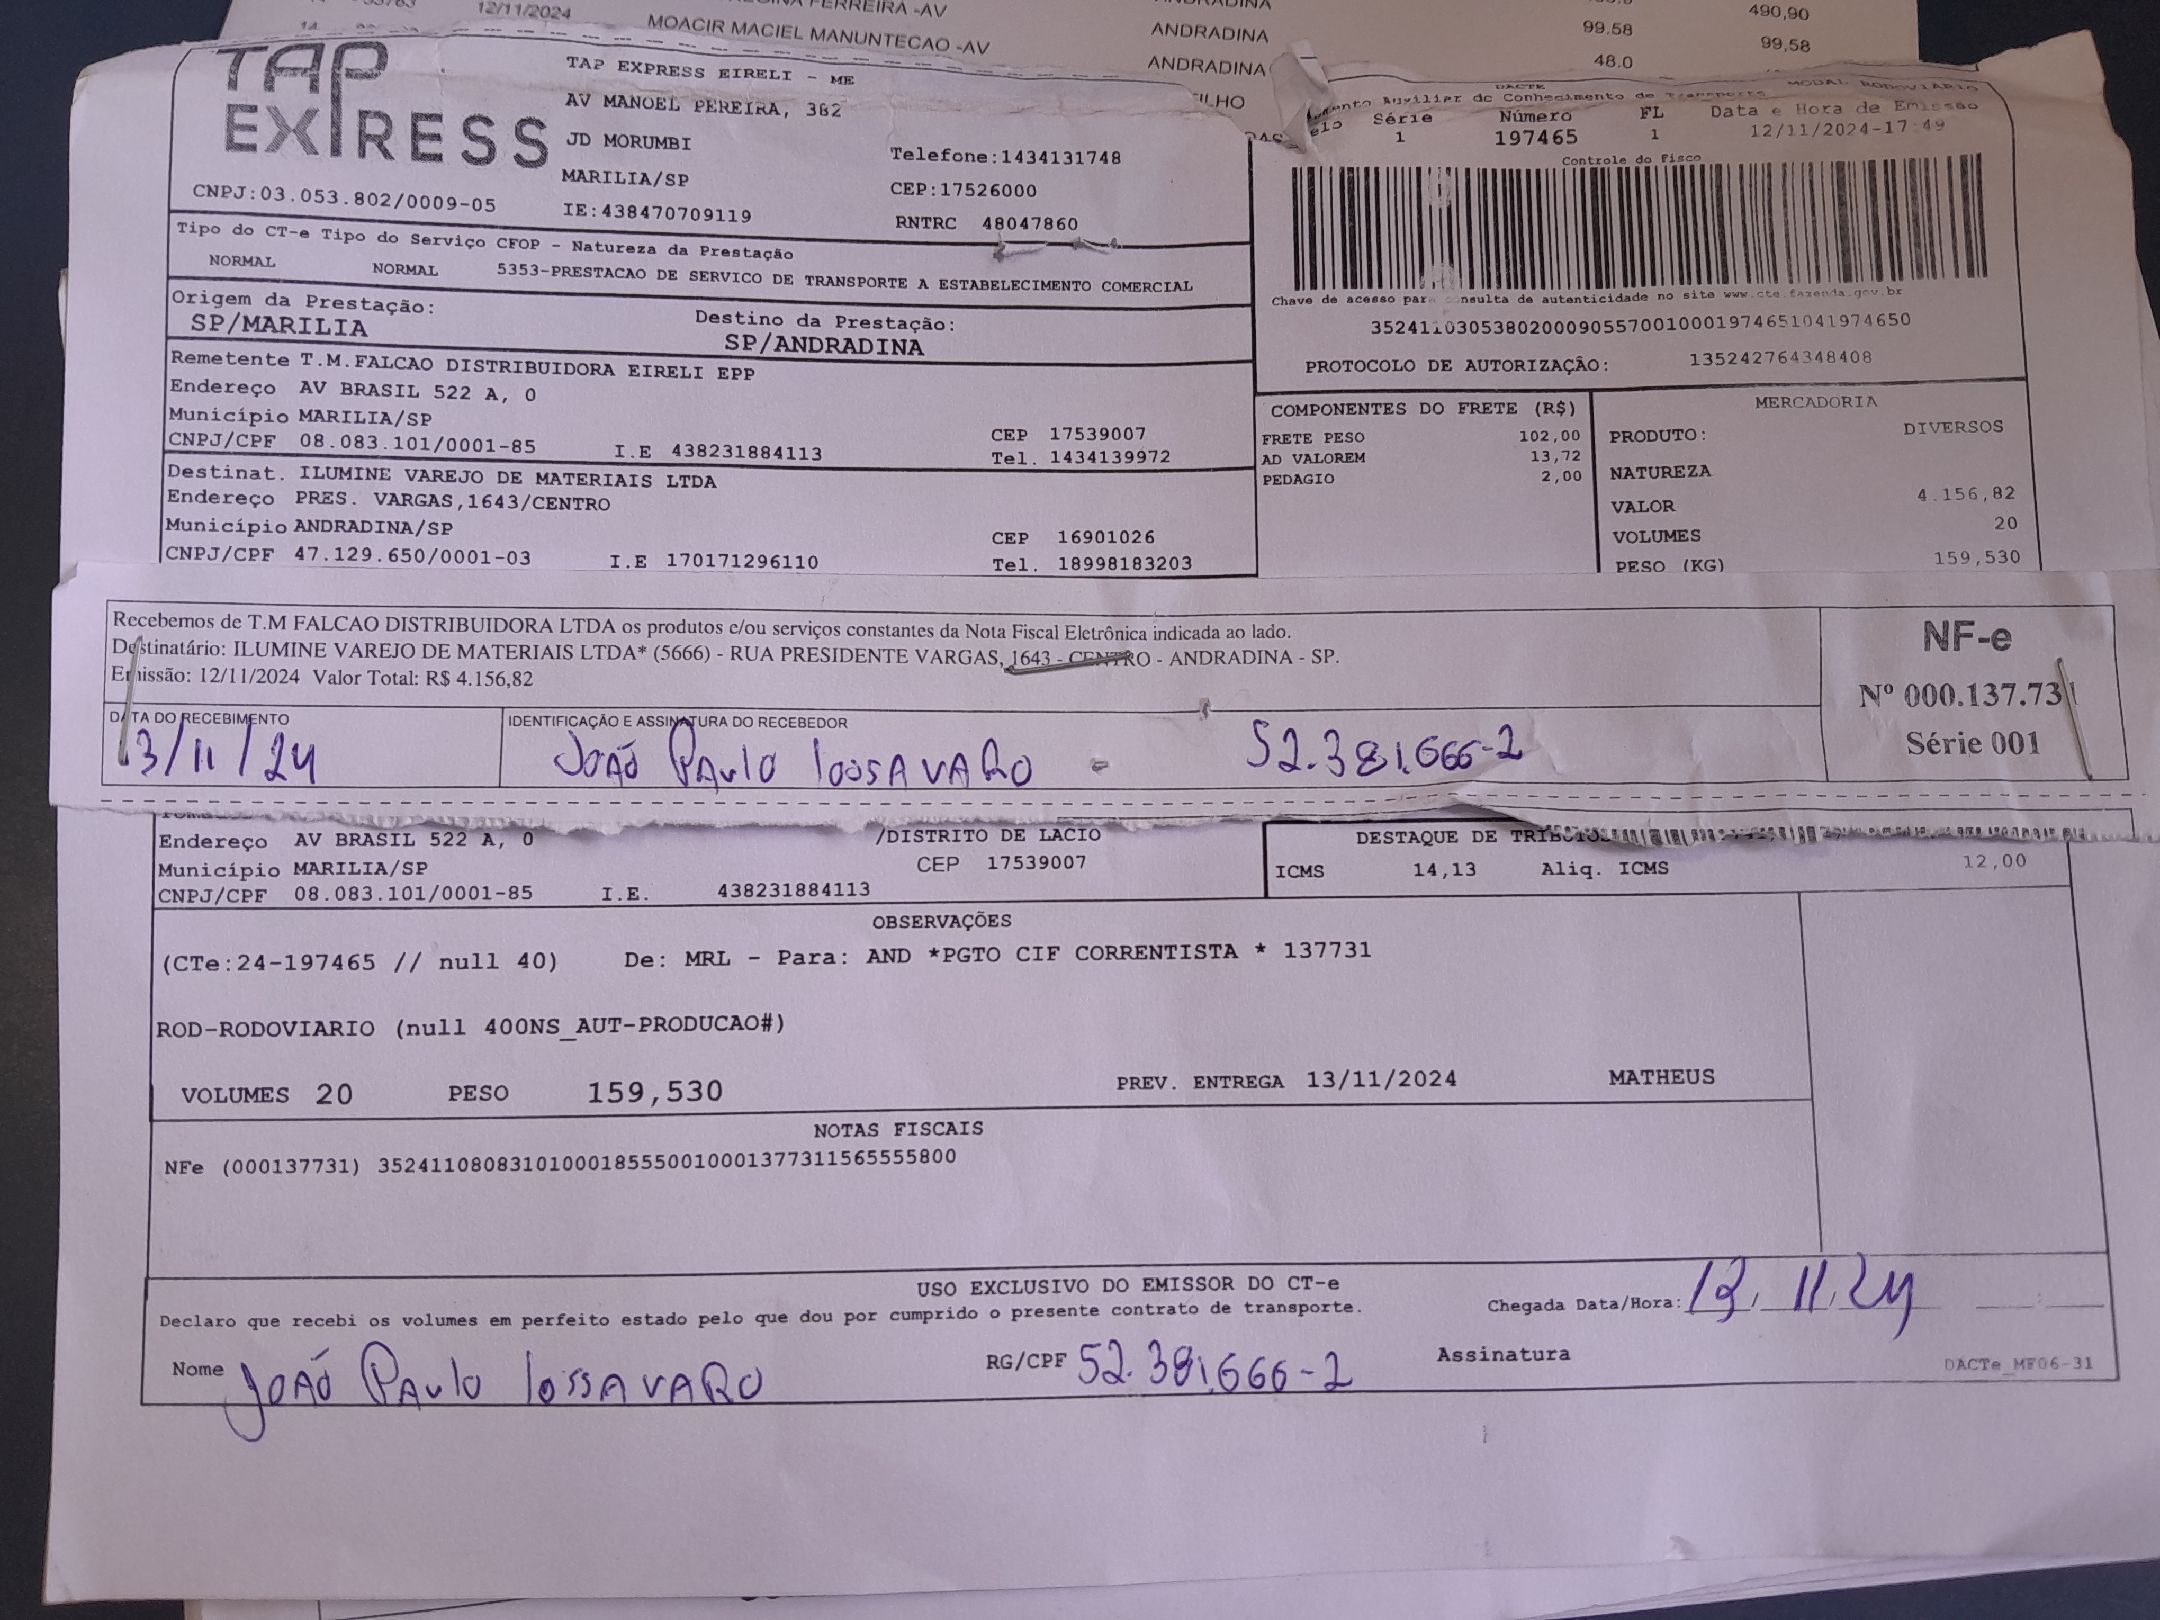 12/11/2024
MOACIR MACIEL MANUNTECAO -AV
ANDRADINA
ANDRADINA
490,90
99.58
99.58
48.0
TAP EXPRESS
TAP EXPRESS EIRELI - ME
AV MANOEL PEREIRA, 382
JD MORUMBI
MARILIA/SP
Telefone:1434131748
CEP:17526000
CNPJ:03.053.802/0009-05
IE:438470709119
RNTRC 48047860
Tipo do CT-e Tipo do Serviço CFOP - Natureza da Prestação
NORMAL NORMAL 5353-PRESTACAO DE SERVICO DE TRANSPORTE A ESTABELECIMENTO COMERCIAL
Origem da Prestação:
SP/MARILIA
Destino da Prestação:
SP/ANDRADINA
Remetente T.M.FALCAO DISTRIBUIDORA EIRELI EPP
Endereço AV BRASIL 522 A, 0
Município MARILIA/SP
CEP 17539007
CNPJ/CPF 08.083.101/0001-85 I.E 438231884113 Tel. 1434139972
Destinat. ILUMINE VAREJO DE MATERIAIS LTDA
Endereço PRES. VARGAS,1643/CENTRO
Município ANDRADINA/SP
CEP 16901026
CNPJ/CPF 47.129.650/0001-03 I.E 170171296110 Tel. 18998183203
DACTE MODAL RODOVIARIO
Auxiliar de Conhecimento de Transporte
Série Número FL Data e Hora de Emissao
1 197465 1 12/11/2024-17:49
Controle do Fisco
Chave de acesso para consulta de autenticidade no site www.cte.fazenda.gov.br
35241103053802000905570010001974651041974650
PROTOCOLO DE AUTORIZAÇÃO: 135242764348408
COMPONENTES DO FRETE (R$)
FRETE PESO 102,00
AD VALOREM 13,72
PEDAGIO 2,00
MERCADORIA
PRODUTO: DIVERSOS
NATUREZA
VALOR 4.156,82
VOLUMES 20
PESO (KG) 159,530
Recebemos de T.M FALCAO DISTRIBUIDORA LTDA os produtos e/ou serviços constantes da Nota Fiscal Eletrônica indicada ao lado.
Destinatário: ILUMINE VAREJO DE MATERIAIS LTDA* (5666) - RUA PRESIDENTE VARGAS, 1643 - CENTRO - ANDRADINA - SP.
Emissão: 12/11/2024 Valor Total: R$ 4.156,82
NF-e
Nº 000.137.731
Série 001
DATA DO RECEBIMENTO
13/11/24
IDENTIFICAÇÃO E ASSINATURA DO RECEBEDOR
JOÃO PAULO lossAVARO - 52.381.666-2
Endereço AV BRASIL 522 A, 0 /DISTRITO DE LACIO
Município MARILIA/SP CEP 17539007
CNPJ/CPF 08.083.101/0001-85 I.E. 438231884113
DESTAQUE DE
ICMS 14,13 Aliq. ICMS 12,00
OBSERVAÇÕES
(CTe:24-197465 // null 40) De: MRL - Para: AND *PGTO CIF CORRENTISTA * 137731
ROD-RODOVIARIO (null 400NS_AUT-PRODUCAO#)
VOLUMES 20 PESO 159,530 PREV. ENTREGA 13/11/2024 MATHEUS
NOTAS FISCAIS
NFe (000137731) 35241108083101000185550010001377311565555800
USO EXCLUSIVO DO EMISSOR DO CT-e
Declaro que recebi os volumes em perfeito estado pelo que dou por cumprido o presente contrato de transporte.
Chegada Data/Hora: 13/11/24
Nome JOÃO PAULO lossAVARO RG/CPF 52.381.666-2 Assinatura
DACTe_MF06-31